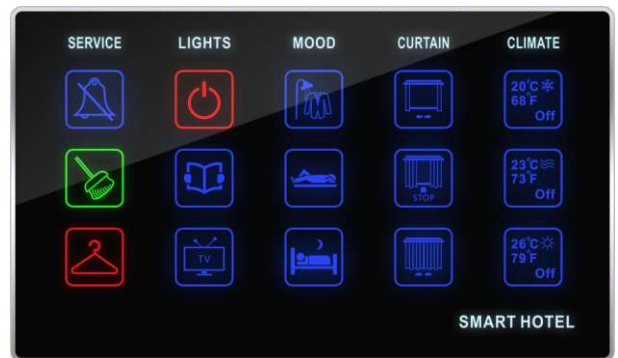 SERVICE LIGHTS MOOD CURTAIN CLIMATE
20°C
68°F
Off
STOP
23°C
73°F
Off
TV
26°C
79°F
Off
SMART HOTEL